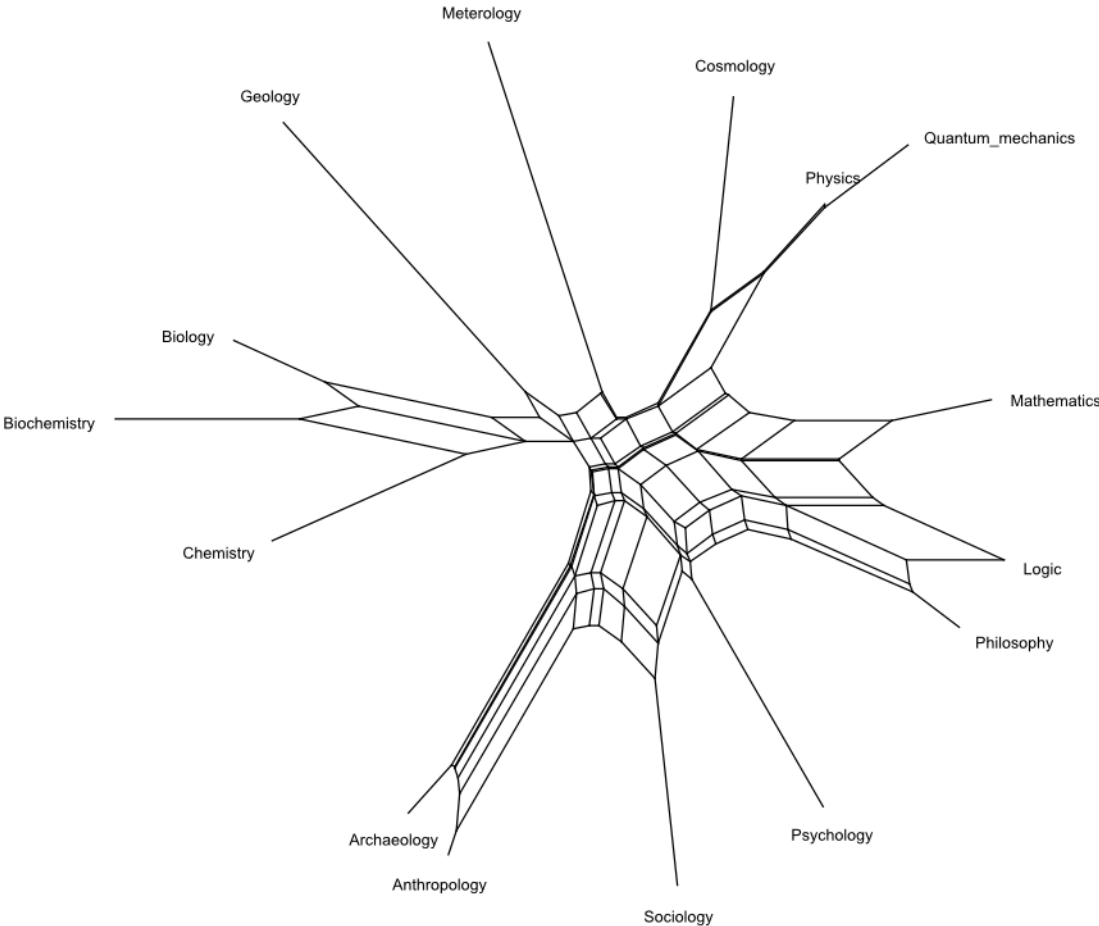 Meterology
Cosmology
Geology
Quantum_mechanics
Physics
Biology
Mathematics
Biochemistry
Chemistry
Logic
Philosophy
Psychology
Archaeology
Anthropology
Sociology